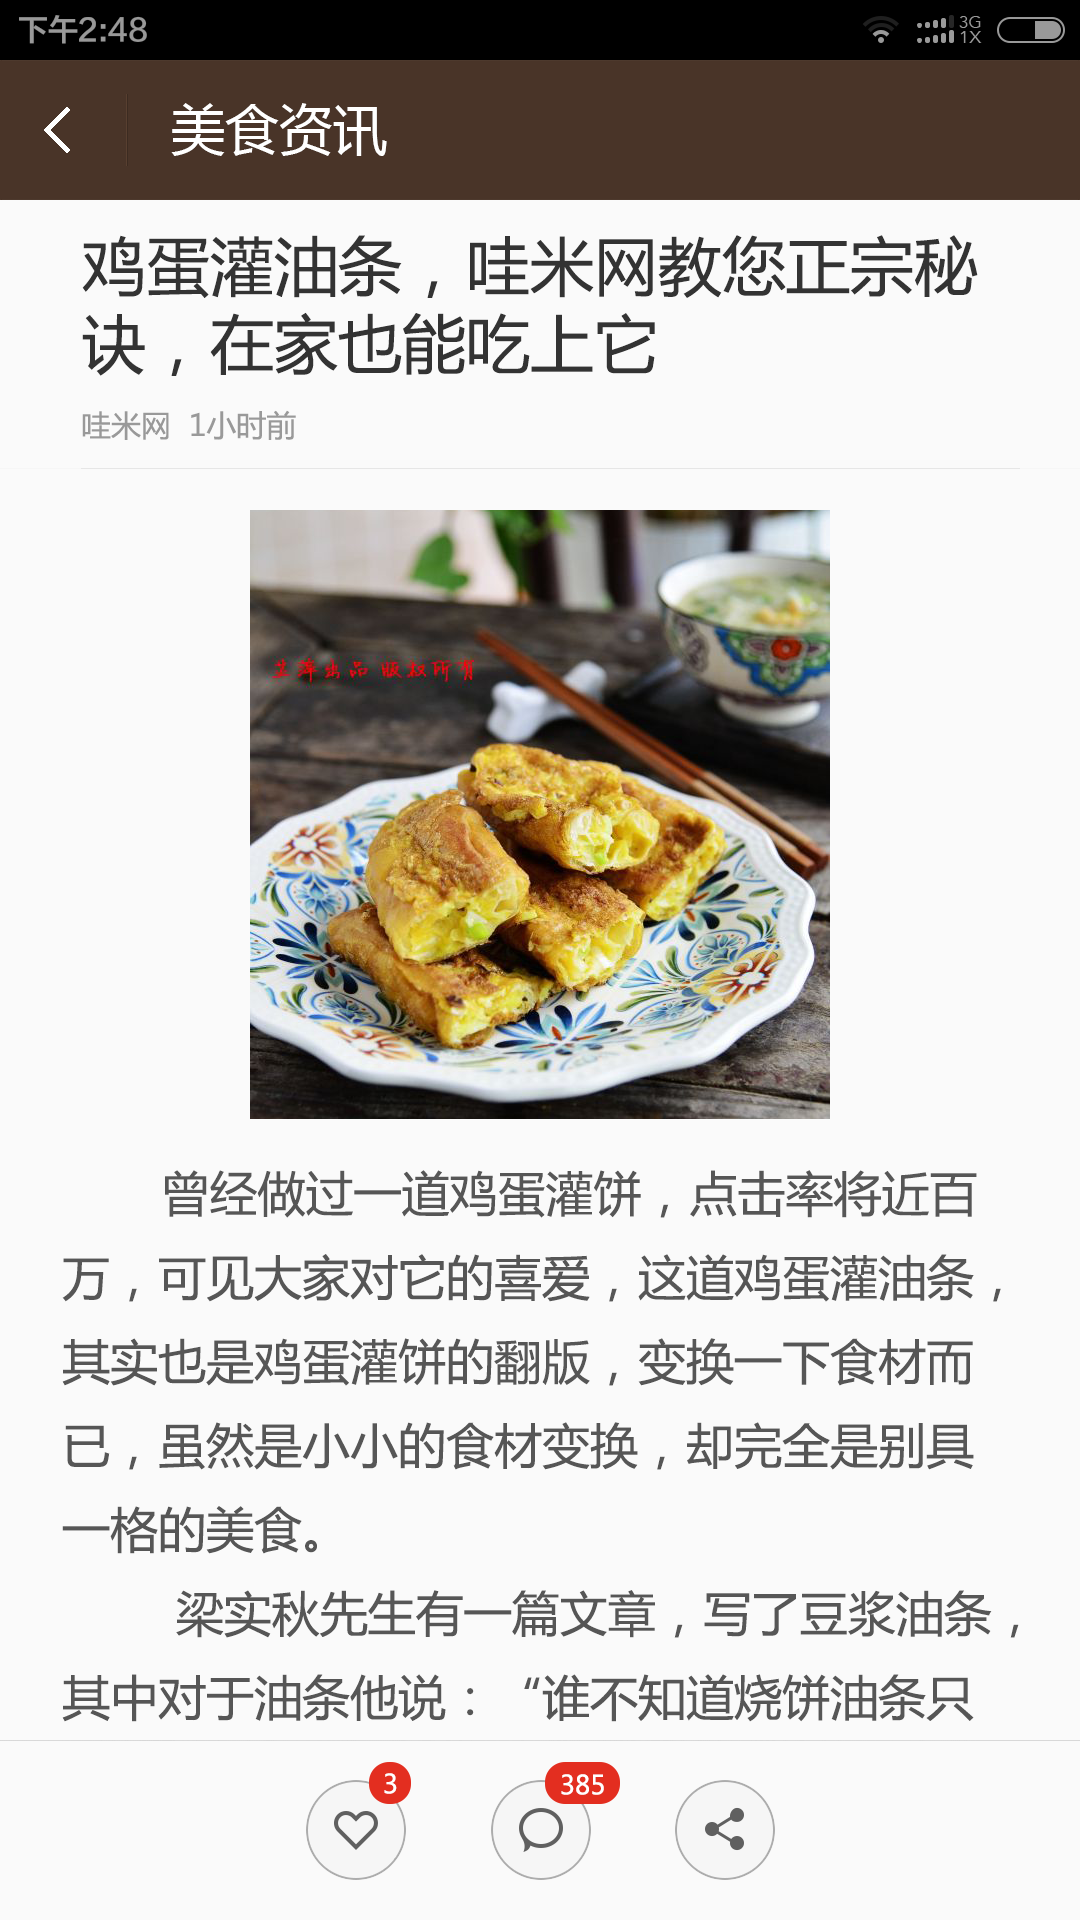 下午2:48
3G
1X
美食资讯
鸡蛋灌油条，哇米网教您正宗秘
诀，在家也能吃上它
哇米网 1小时前
兰萍出品 版权所有
曾经做过一道鸡蛋灌饼，点击率将近百
万，可见大家对它的喜爱，这道鸡蛋灌油条，
其实也是鸡蛋灌饼的翻版，变换一下食材而
已，虽然是小小的食材变换，却完全是别具
一格的美食。
梁实秋先生有一篇文章，写了豆浆油条，
其中对于油条他说：“谁不知道烧饼油条只
3
385